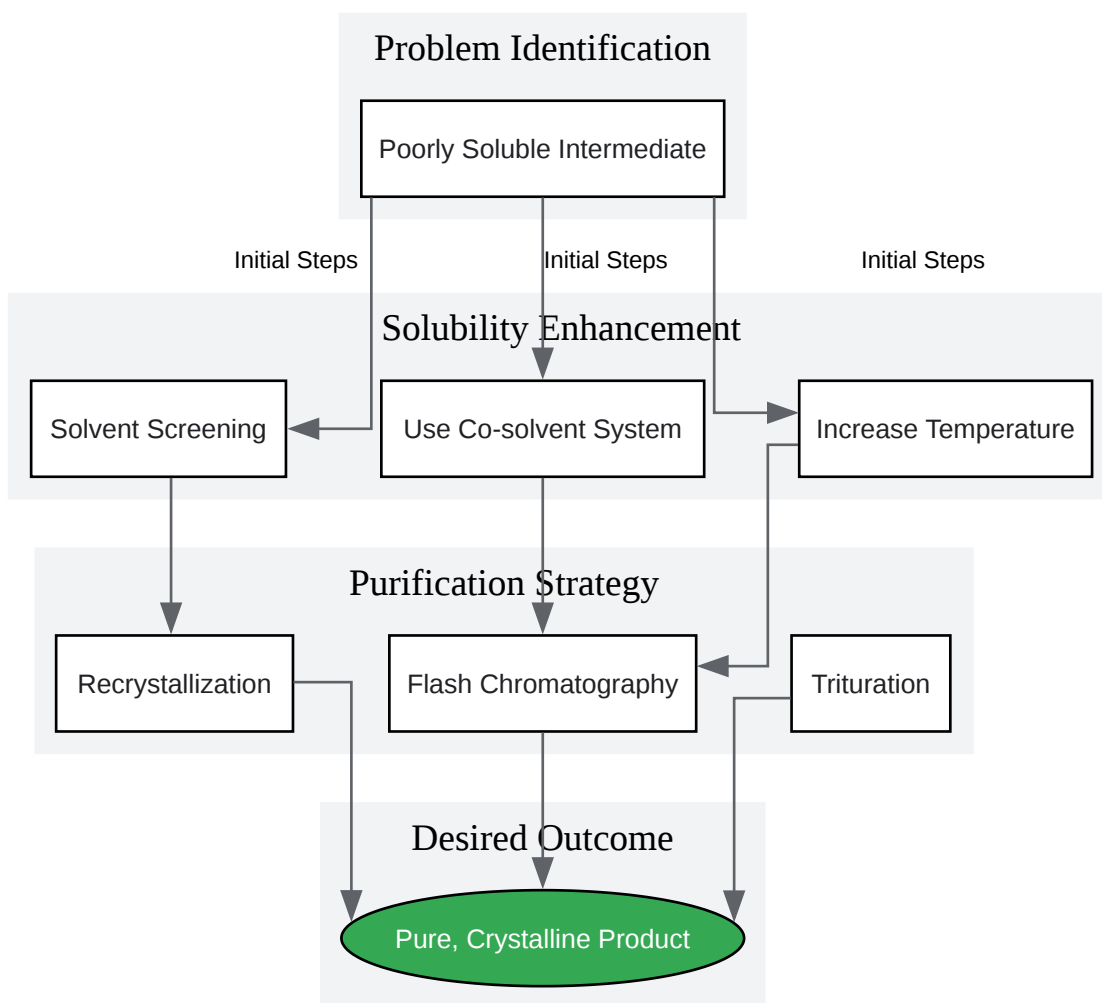 Problem Identification
Poorly Soluble Intermediate
Initial Steps
Initial Steps
Initial Steps
Solubility Enhancement
Solvent Screening
Use Co-solvent System
Increase Temperature
Purification Strategy
Recrystallization
Flash Chromatography
Trituration
Desired Outcome
Pure, Crystalline Product